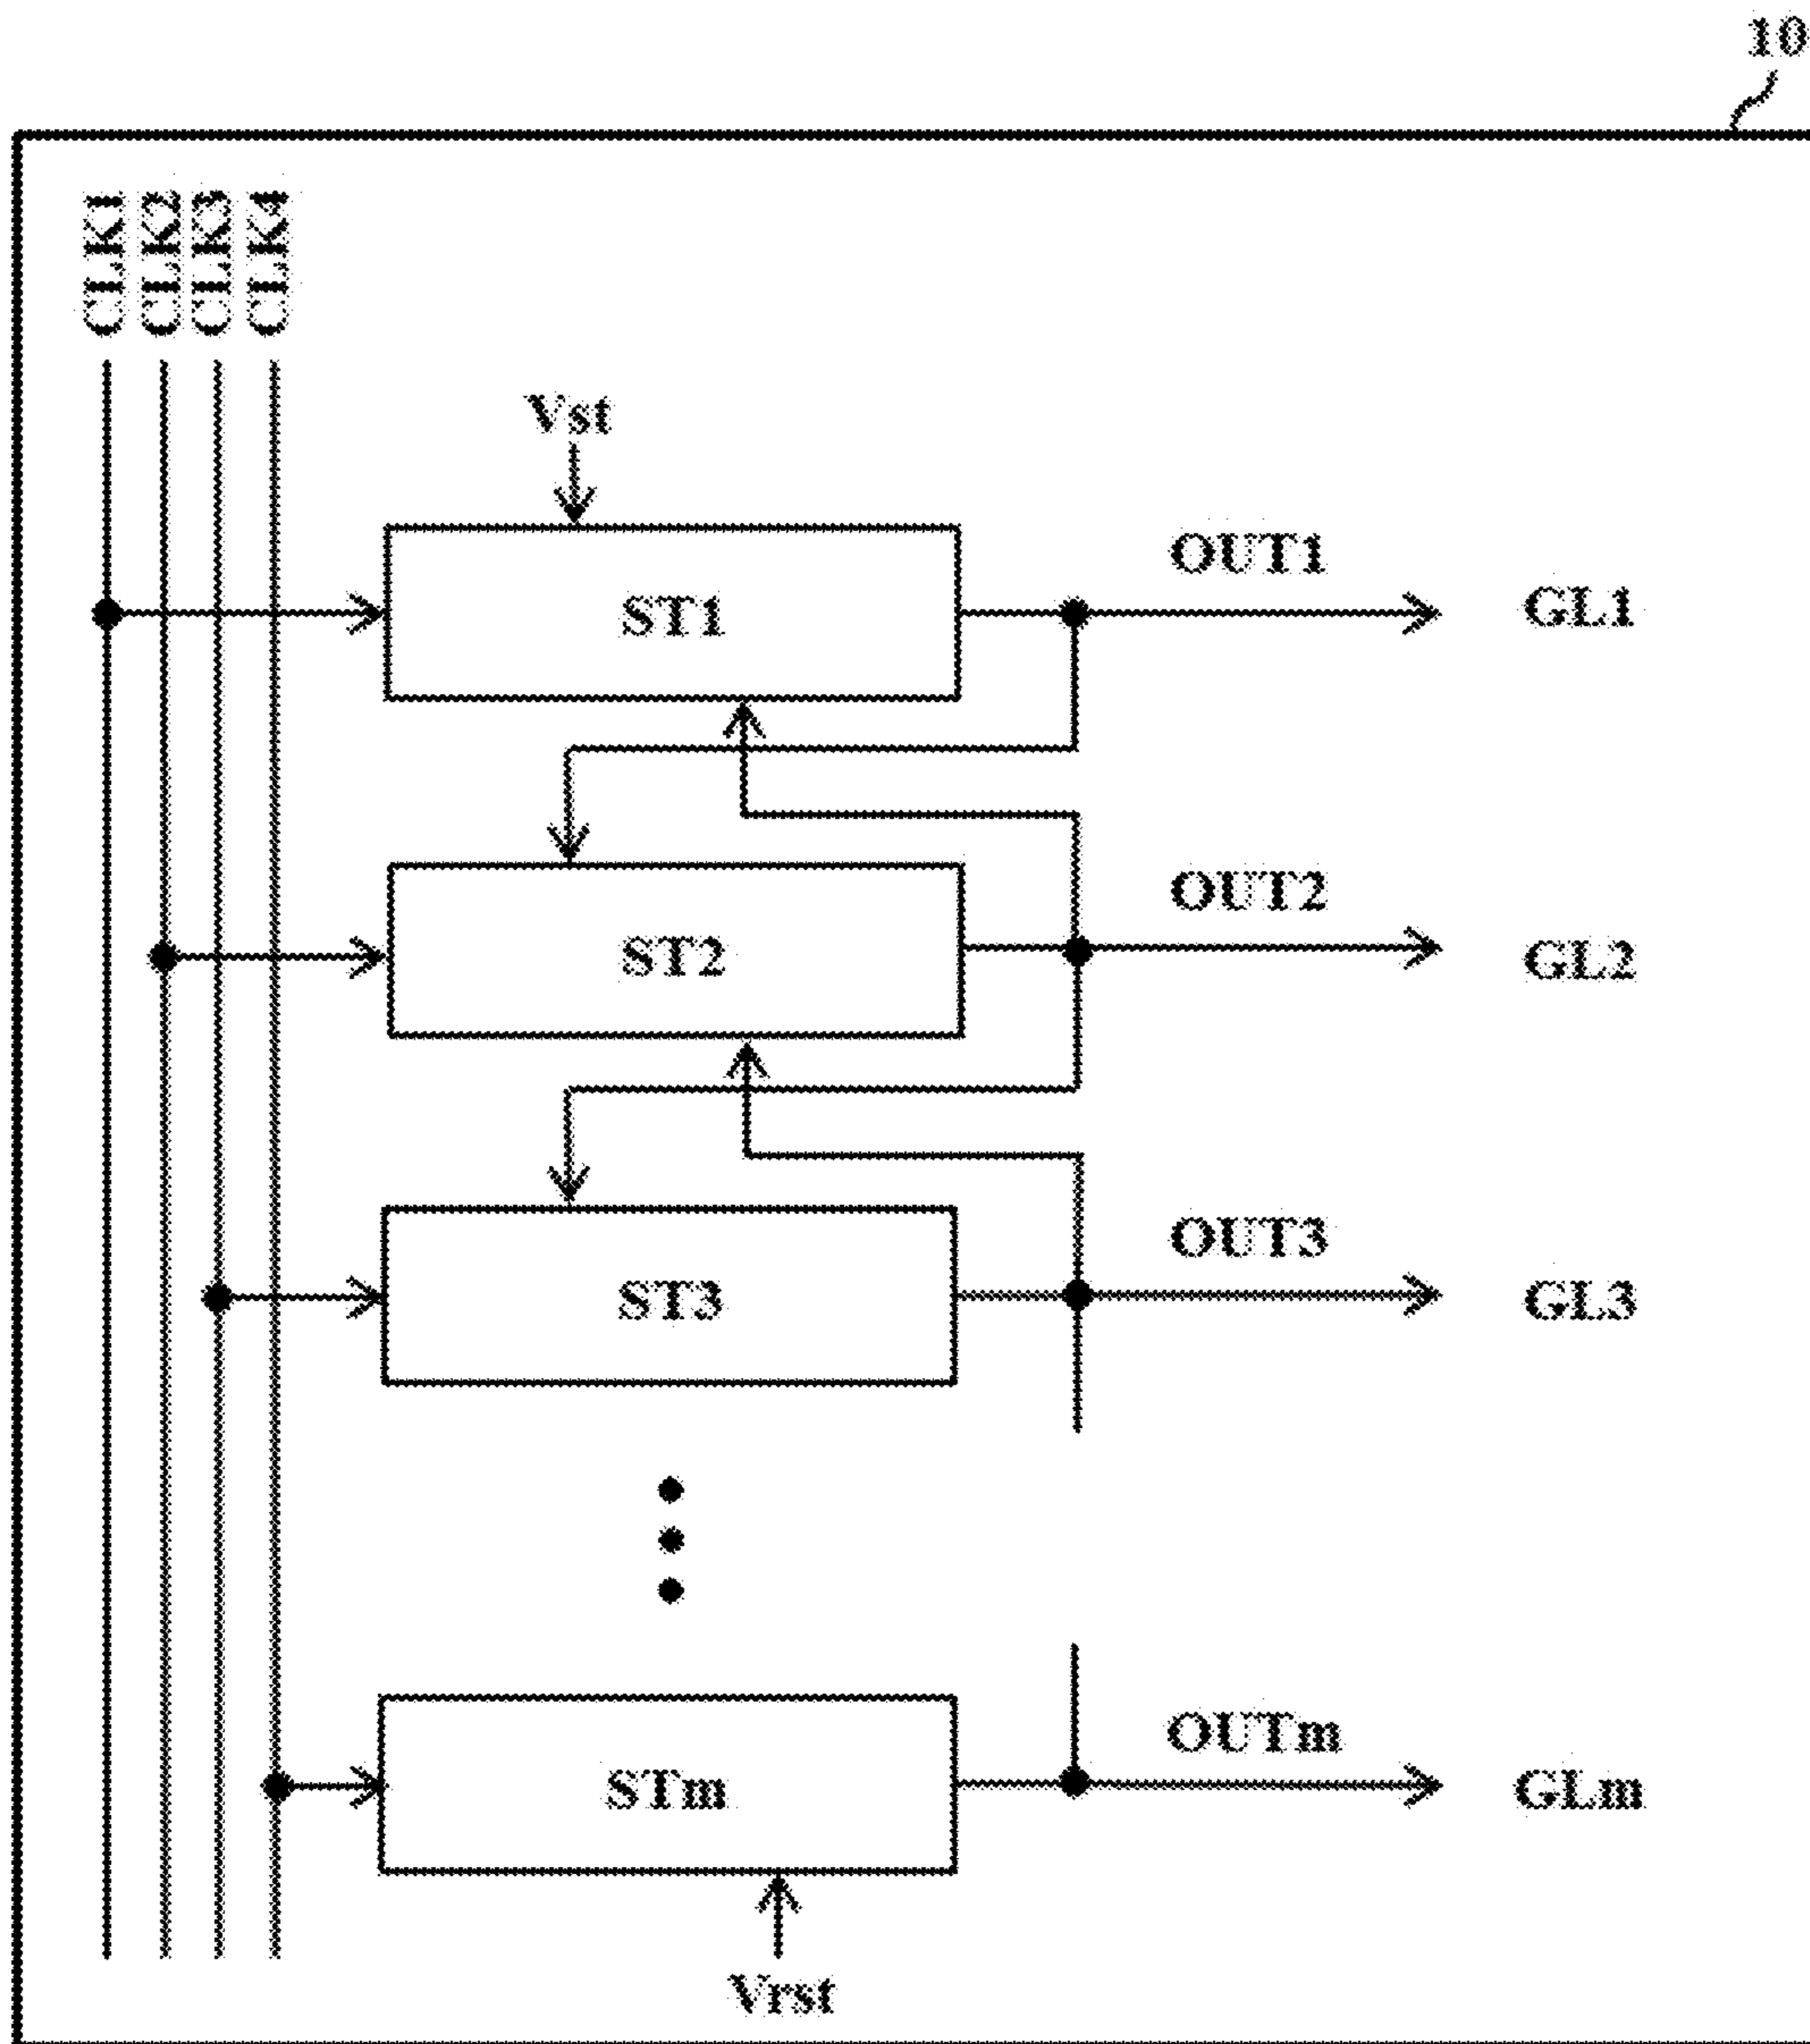 10
CLK1
CLK2
CLK3
CLK4
Vst
ST1
OUT1
GL1
ST2
OUT2
GL2
ST3
OUT3
GL3
STm
OUTm
GLm
Vrst